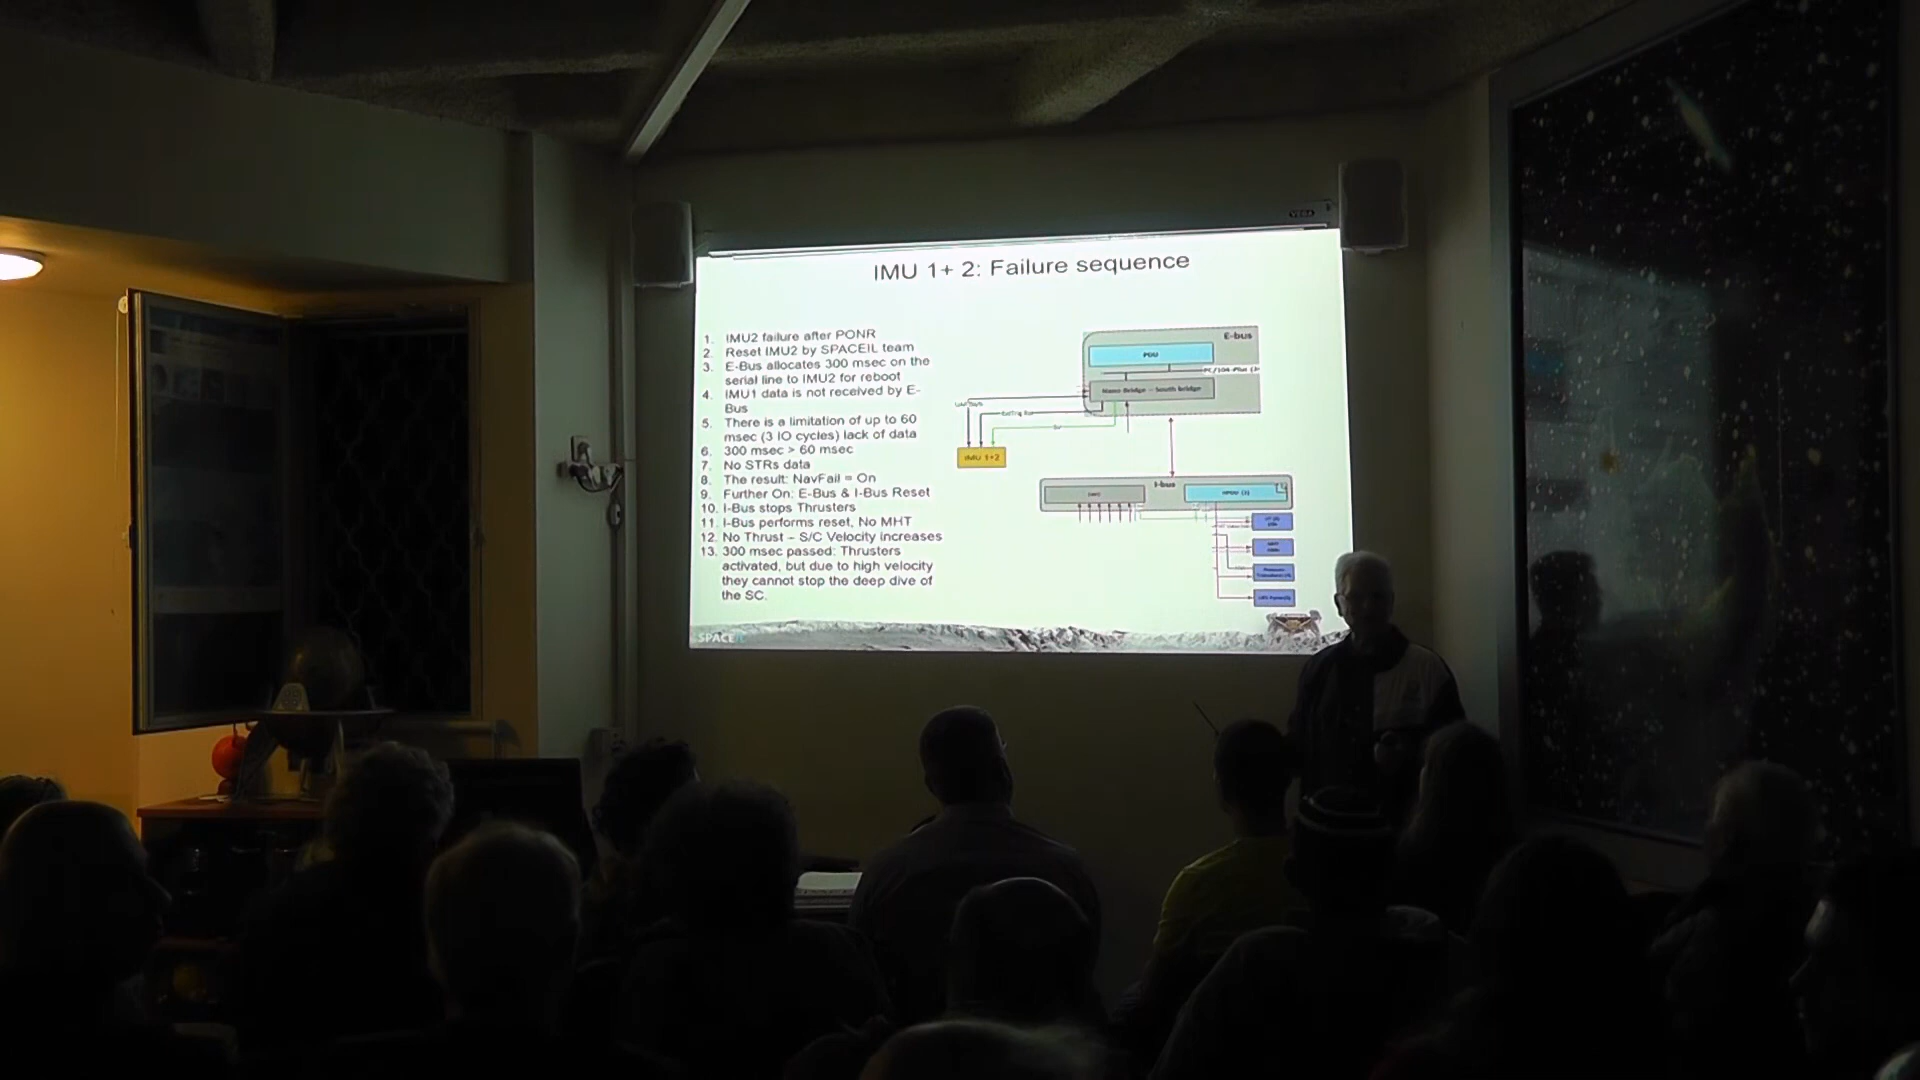 VEGA
IMU 1+ 2: Failure sequence
1. IMU2 failure after PONR
2. Reset IMU2 by SPACEIL team
3. E-Bus allocates 300 msec on the
serial line to IMU2 for reboot
4. IMU1 data is not received by E-
Bus
5. There is a limitation of up to 60
msec (3 IO cycles) lack of data
6. 300 msec > 60 msec
7. No STRs data
8. The result: NavFail = On
9. Further On: E-Bus & I-Bus Reset
10. I-Bus stops Thrusters
11. I-Bus performs reset, No MHT
12. No Thrust – S/C Velocity increases
13. 300 msec passed: Thrusters
activated, but due to high velocity
they cannot stop the deep dive of
the SC.
E-bus
PDU
Bridge – South bridge
IMU 1+2
I-bus
SPACEIL